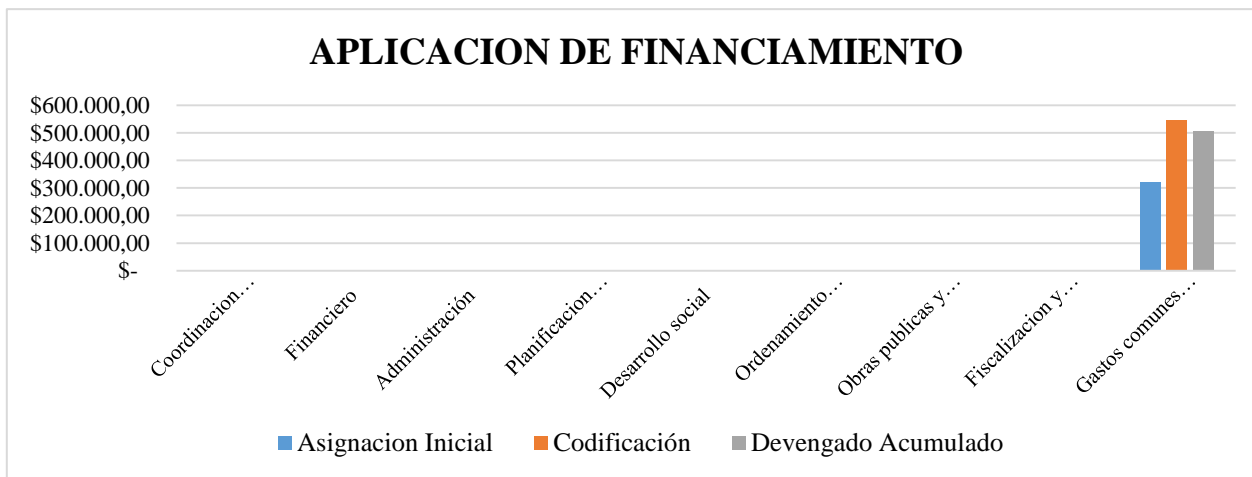 APLICACION DE FINANCIAMIENTO
$600.000,00
$500.000,00
$400.000,00
$300.000,00
$200.000,00
$100.000,00
$-
Coordinacion…
Financiero
Administración
Planificacion…
Desarrollo social
Ordenamiento…
Obras publicas y…
Fiscalizacion y…
Gastos comunes…
Asignacion Inicial Codificación Devengado Acumulado